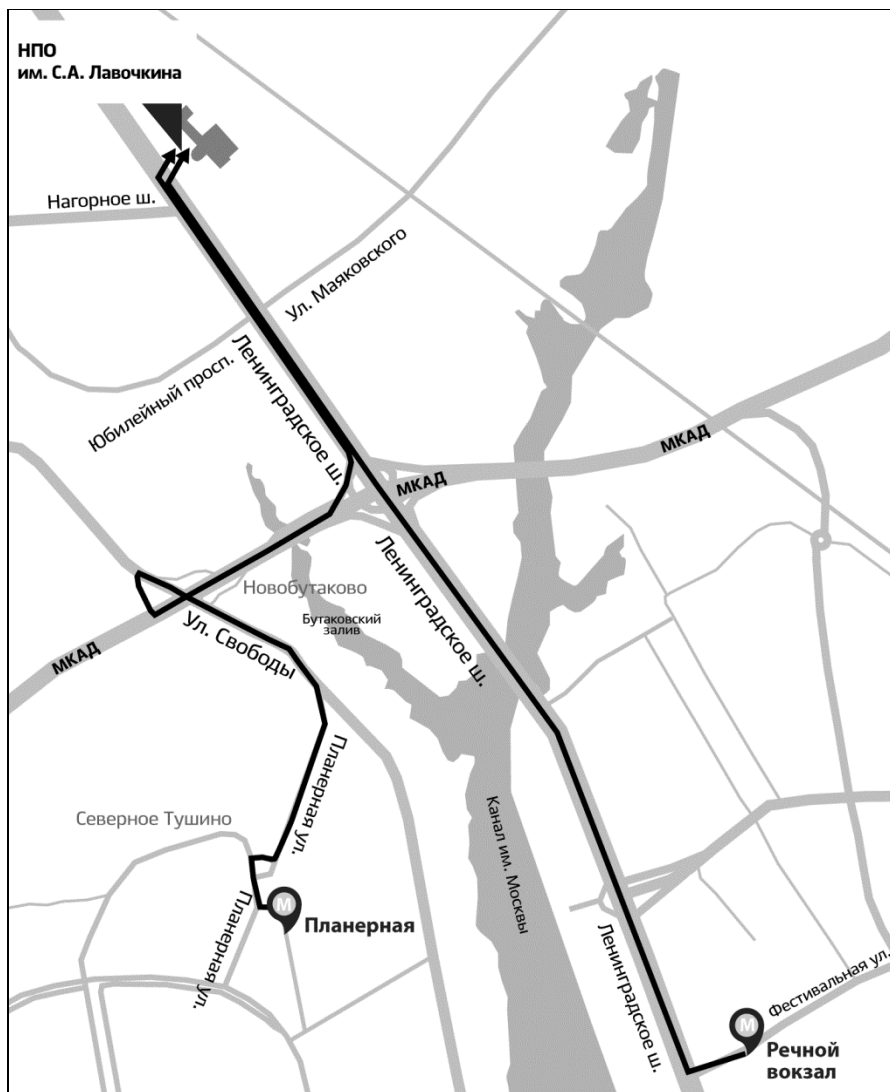 НПО
им. С.А. Лавочкина
Нагорное ш.
Ул. Маяковского
Юбилейный просп.
Ленинградское ш.
МКАД
МКАД
Ленинградское ш.
Новобутаково
Бутаковский
залив
Ул. Свободы
МКАД
Планерная ул.
Северное Тушино
Канал им. Москвы
Планерная ул.
М
Планерная
Ленинградское ш.
Фестивальная ул.
М
Речной
вокзал